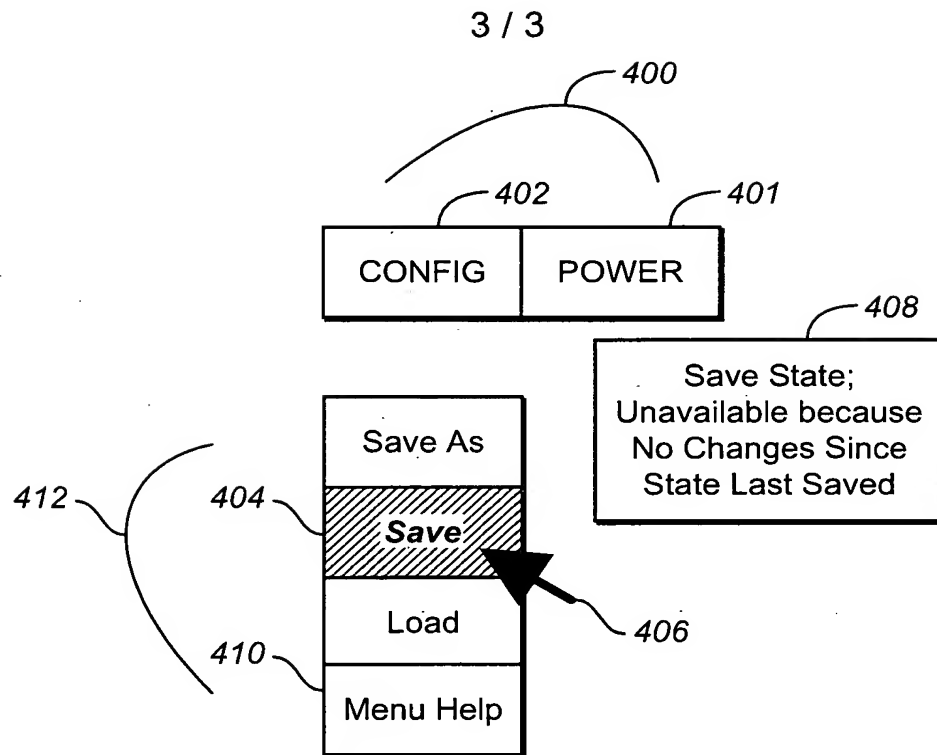 3 / 3
400
402
401
CONFIG
POWER
408
Save State;
Unavailable because
No Changes Since
State Last Saved
Save As
412
404
Save
Load
406
410
Menu Help